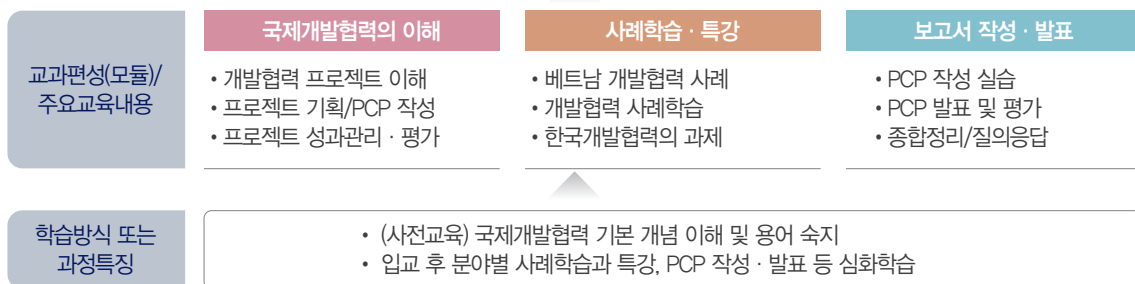 교과편성(모듈)/
주요교육내용
국제개발협력의 이해
• 개발협력 프로젝트 이해
• 프로젝트 기획/PCP 작성
• 프로젝트 성과관리 · 평가
사례학습 · 특강
• 베트남 개발협력 사례
• 개발협력 사례학습
• 한국개발협력의 과제
보고서 작성 · 발표
• PCP 작성 실습
• PCP 발표 및 평가
• 종합정리/질의응답
학습방식 또는
과정특징
• (사전교육) 국제개발협력 기본 개념 이해 및 용어 숙지
• 입교 후 분야별 사례학습과 특강, PCP 작성 · 발표 등 심화학습